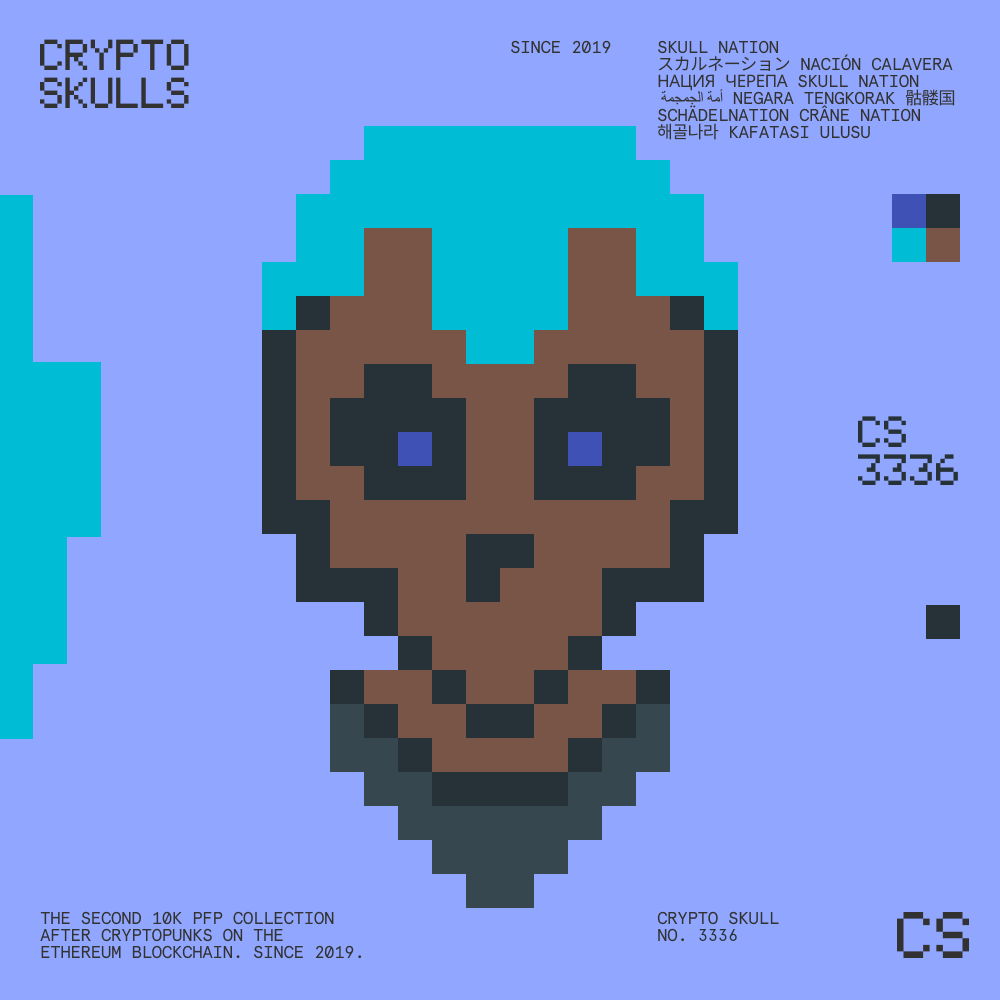 CRYPTO
SKULLS
SINCE 2019
SKULL NATION
スカルネーション NACIÓN CALAVERA
НАЦИЯ ЧЕРЕПА SKULL NATION
أمة الجمجمة NEGARA TENGKORAK 骷髅国
SCHÄDELNATION CRÂNE NATION
해골나라 KAFATASI ULUSU
CS
3336
THE SECOND 10K PFP COLLECTION
AFTER CRYPTOPUNKS ON THE
ETHEREUM BLOCKCHAIN. SINCE 2019.
CRYPTO SKULL
NO. 3336
CS